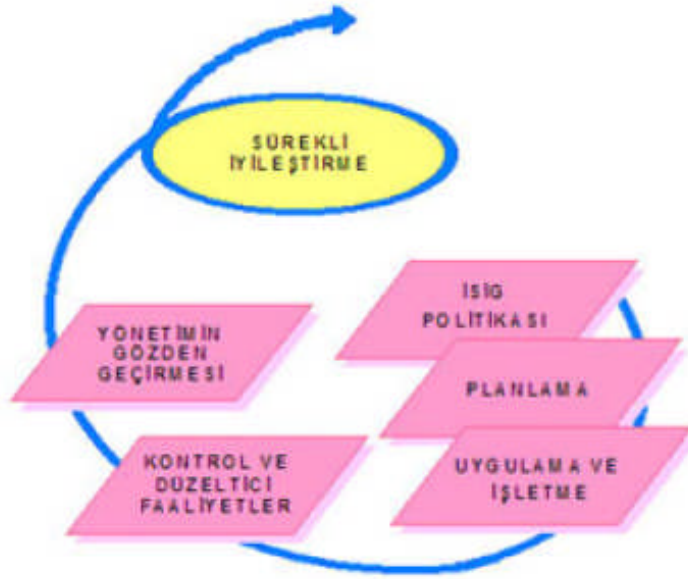 SÜREKLİ
İYİLEŞTİRME
İSİG
POLİTİKASI
PLANLAMA
UYGULAMA VE
İŞLETME
KONTROL VE
DÜZELTİCİ
FAALİYETLER
YÖNETİMİN
GÖZDEN
GEÇİRMESİ